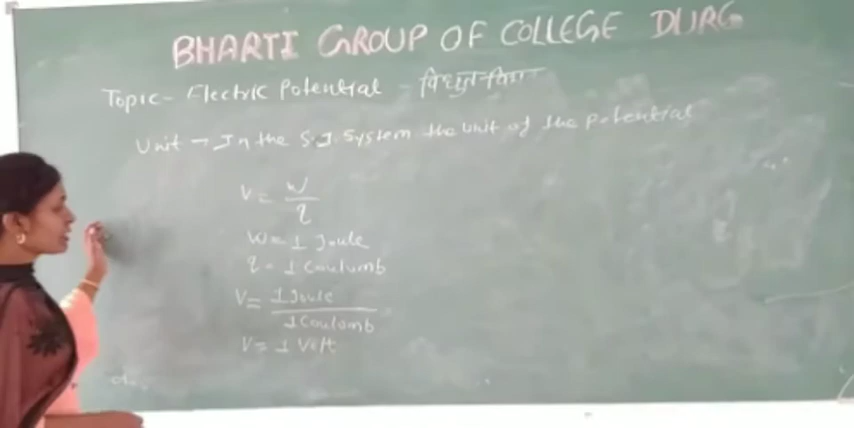 BHARTI GROUP OF COLLEGE DURG
Topic - Electric Potential -
Unit → In the S.I. System the unit of the potential
V = W / q
W = 1 Joule
q = 1 Coulomb
V = 1 Joule / 1 Coulomb
V = 1 Volt